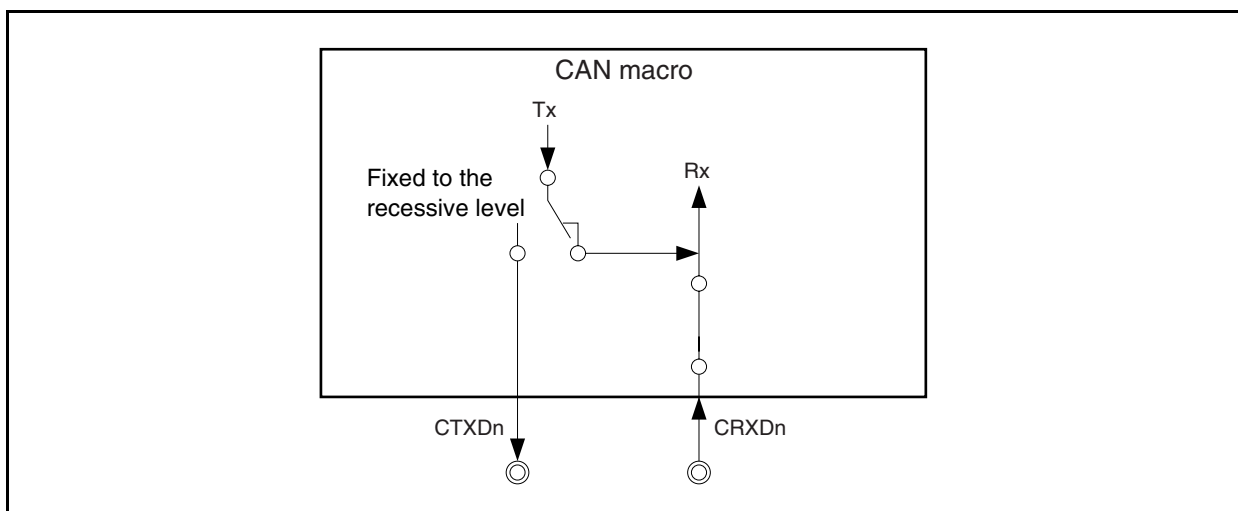 CAN macro
Tx
Rx
Fixed to the
recessive level
CTXDn
CRXDn